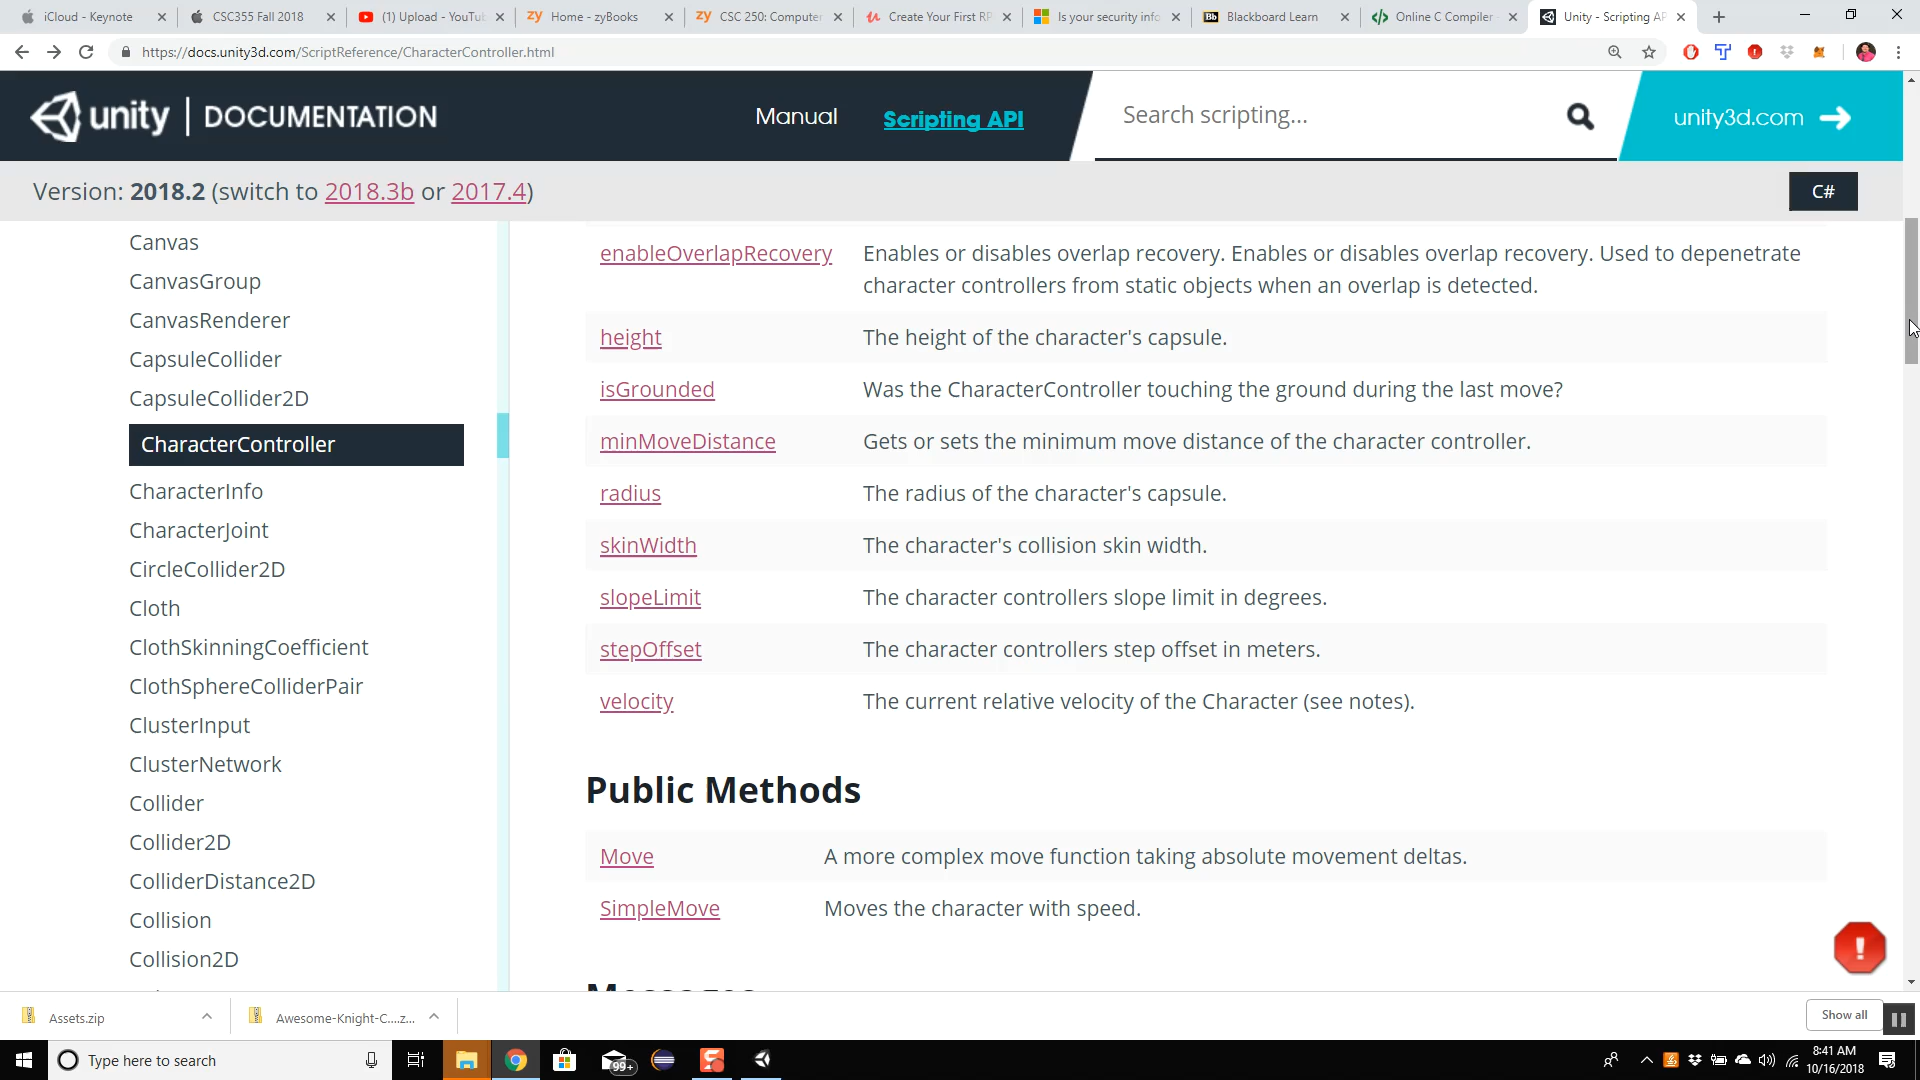 iCloud - Keynote
CSC355 Fall 2018
(1) Upload - YouTub
zy Home - zyBooks
zy CSC 250: Computer
Create Your First RP
Is your security info
Bb Blackboard Learn
Online C Compiler -
Unity - Scripting AP
https://docs.unity3d.com/ScriptReference/CharacterController.html
unity | DOCUMENTATION
Manual
Scripting API
Search scripting...
unity3d.com
Version: 2018.2 (switch to 2018.3b or 2017.4)
C#
Canvas
CanvasGroup
CanvasRenderer
CapsuleCollider
CapsuleCollider2D
CharacterController
CharacterInfo
CharacterJoint
CircleCollider2D
Cloth
ClothSkinningCoefficient
ClothSphereColliderPair
ClusterInput
ClusterNetwork
Collider
Collider2D
ColliderDistance2D
Collision
Collision2D
enableOverlapRecovery Enables or disables overlap recovery. Enables or disables overlap recovery. Used to depenetrate
character controllers from static objects when an overlap is detected.
height The height of the character's capsule.
isGrounded Was the CharacterController touching the ground during the last move?
minMoveDistance Gets or sets the minimum move distance of the character controller.
radius The radius of the character's capsule.
skinWidth The character's collision skin width.
slopeLimit The character controllers slope limit in degrees.
stepOffset The character controllers step offset in meters.
velocity The current relative velocity of the Character (see notes).
Public Methods
Move A more complex move function taking absolute movement deltas.
SimpleMove Moves the character with speed.
Messages
Assets.zip
Awesome-Knight-C....z...
Show all
Type here to search
99+
8:41 AM
10/16/2018